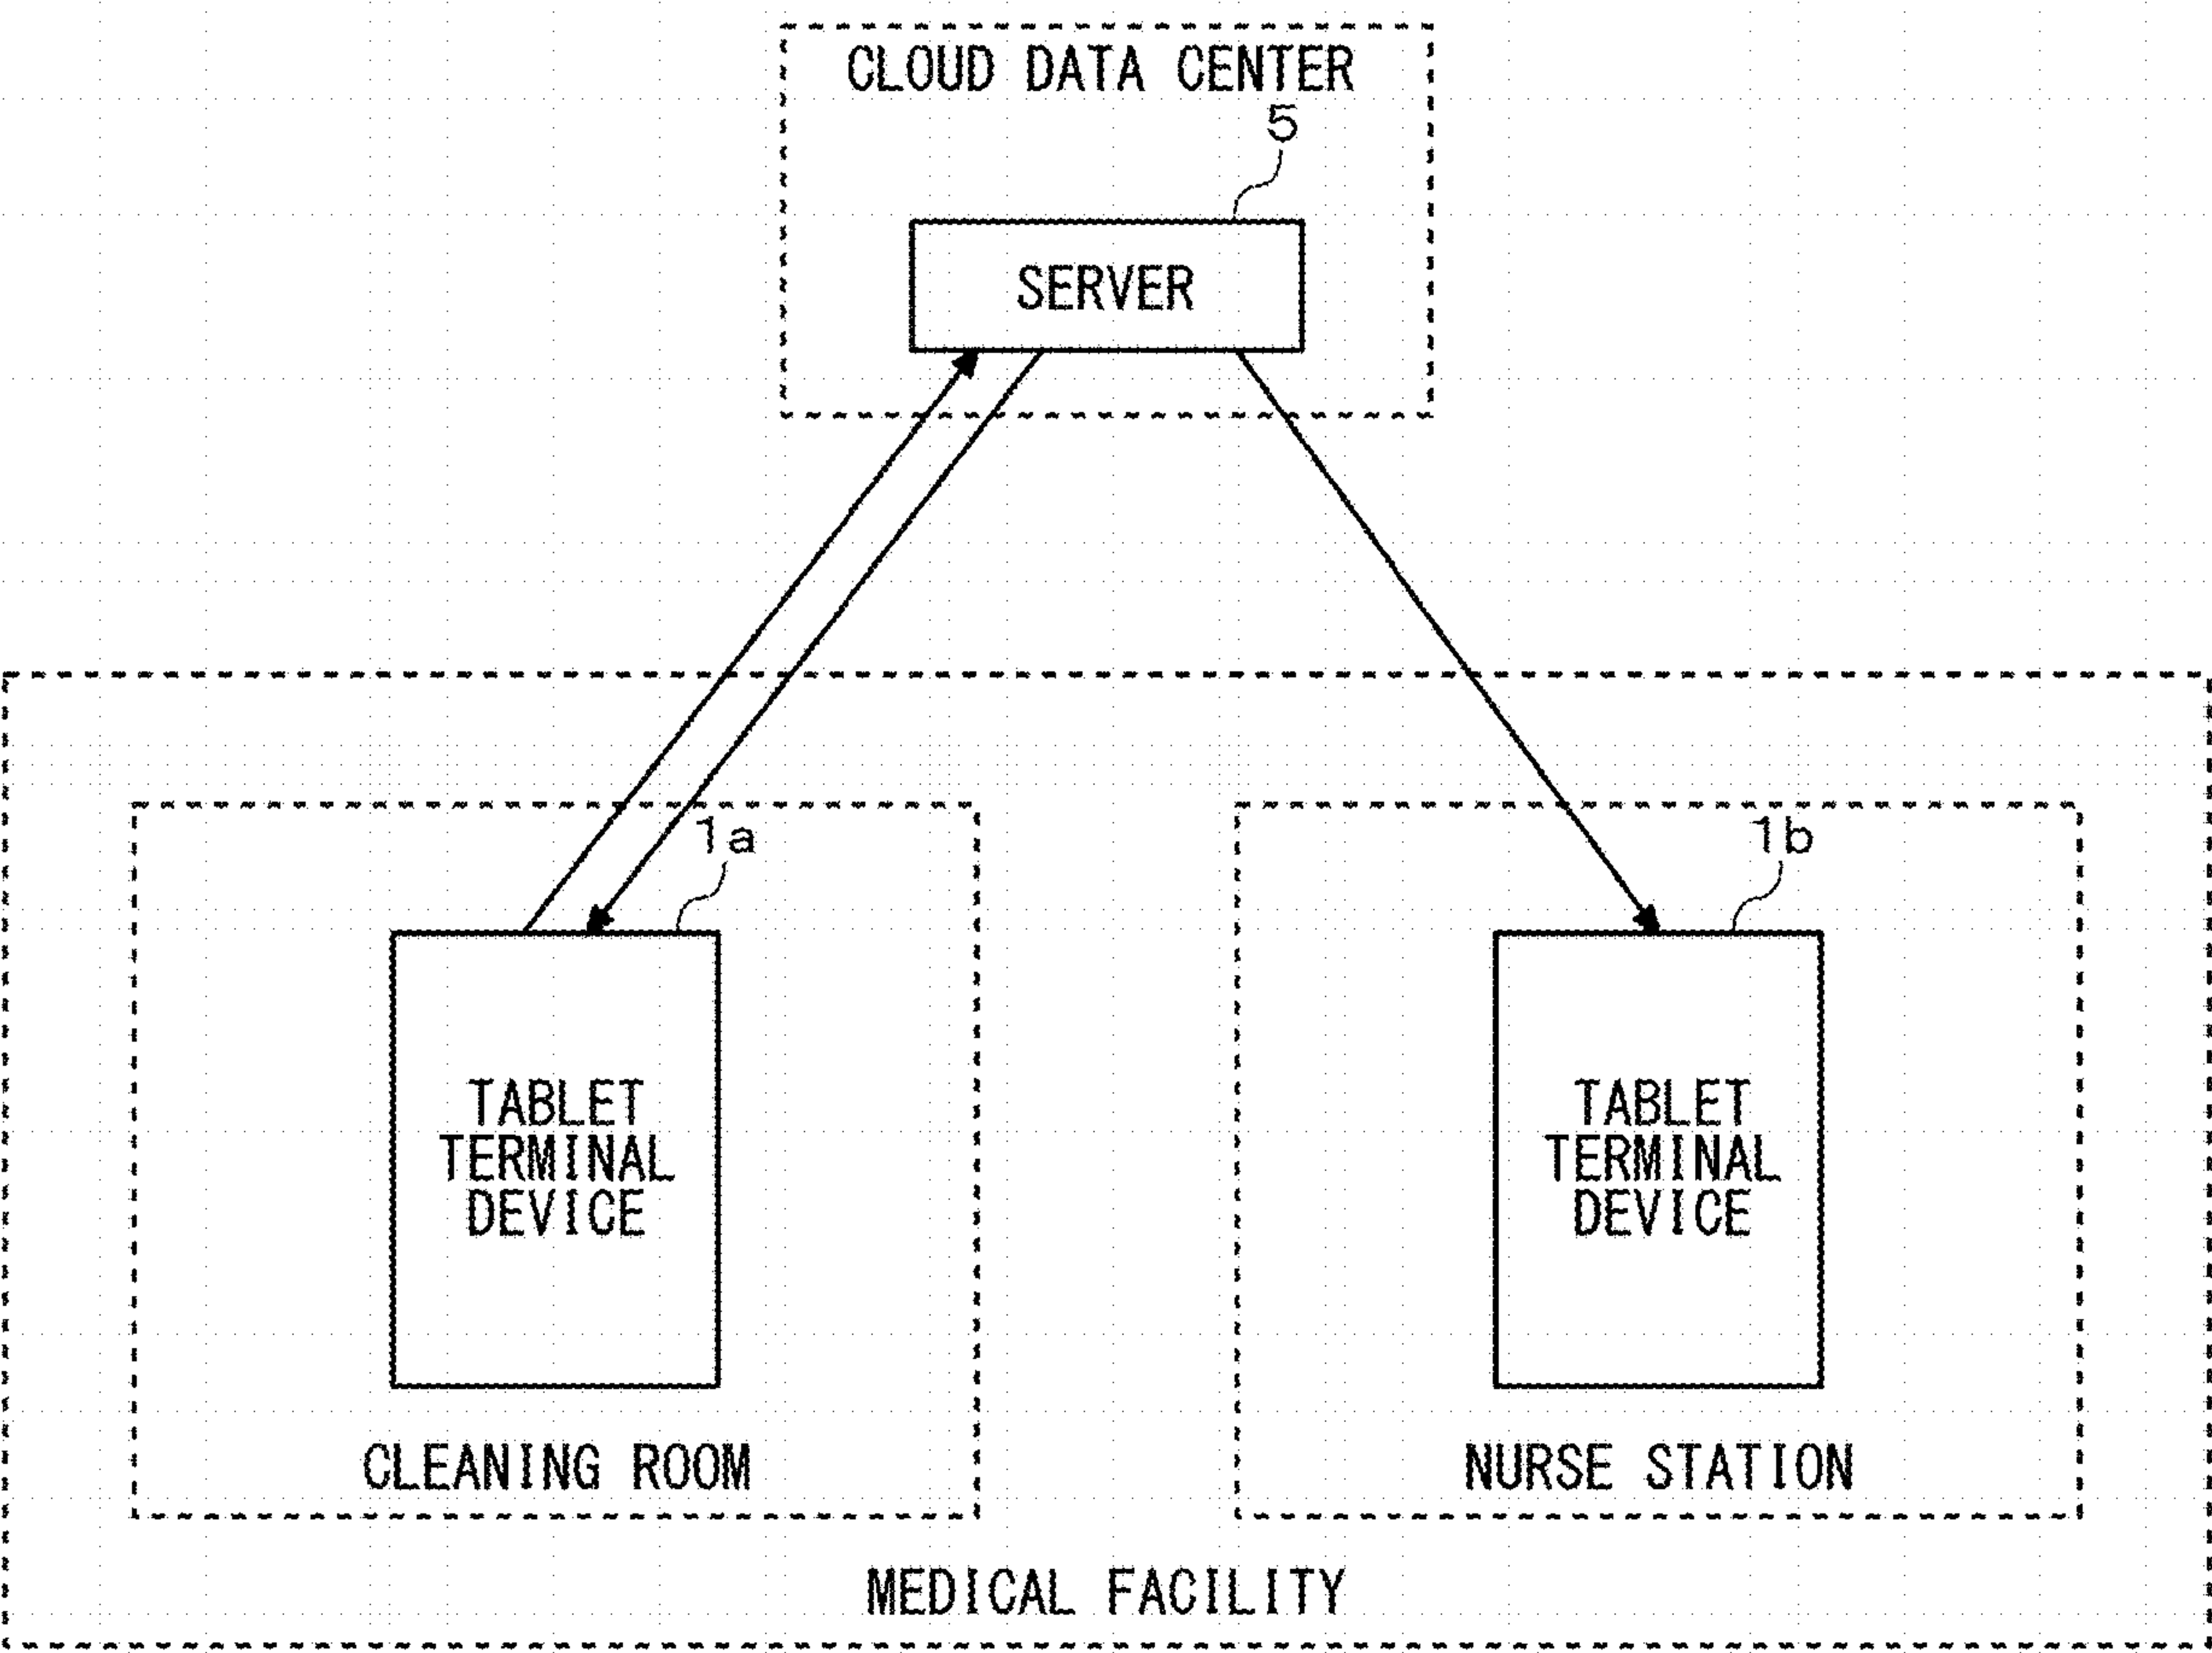 CLOUD DATA CENTER
5
SERVER
1a
1b
TABLET
TERMINAL
DEVICE
TABLET
TERMINAL
DEVICE
CLEANING ROOM
NURSE STATION
MEDICAL FACILITY